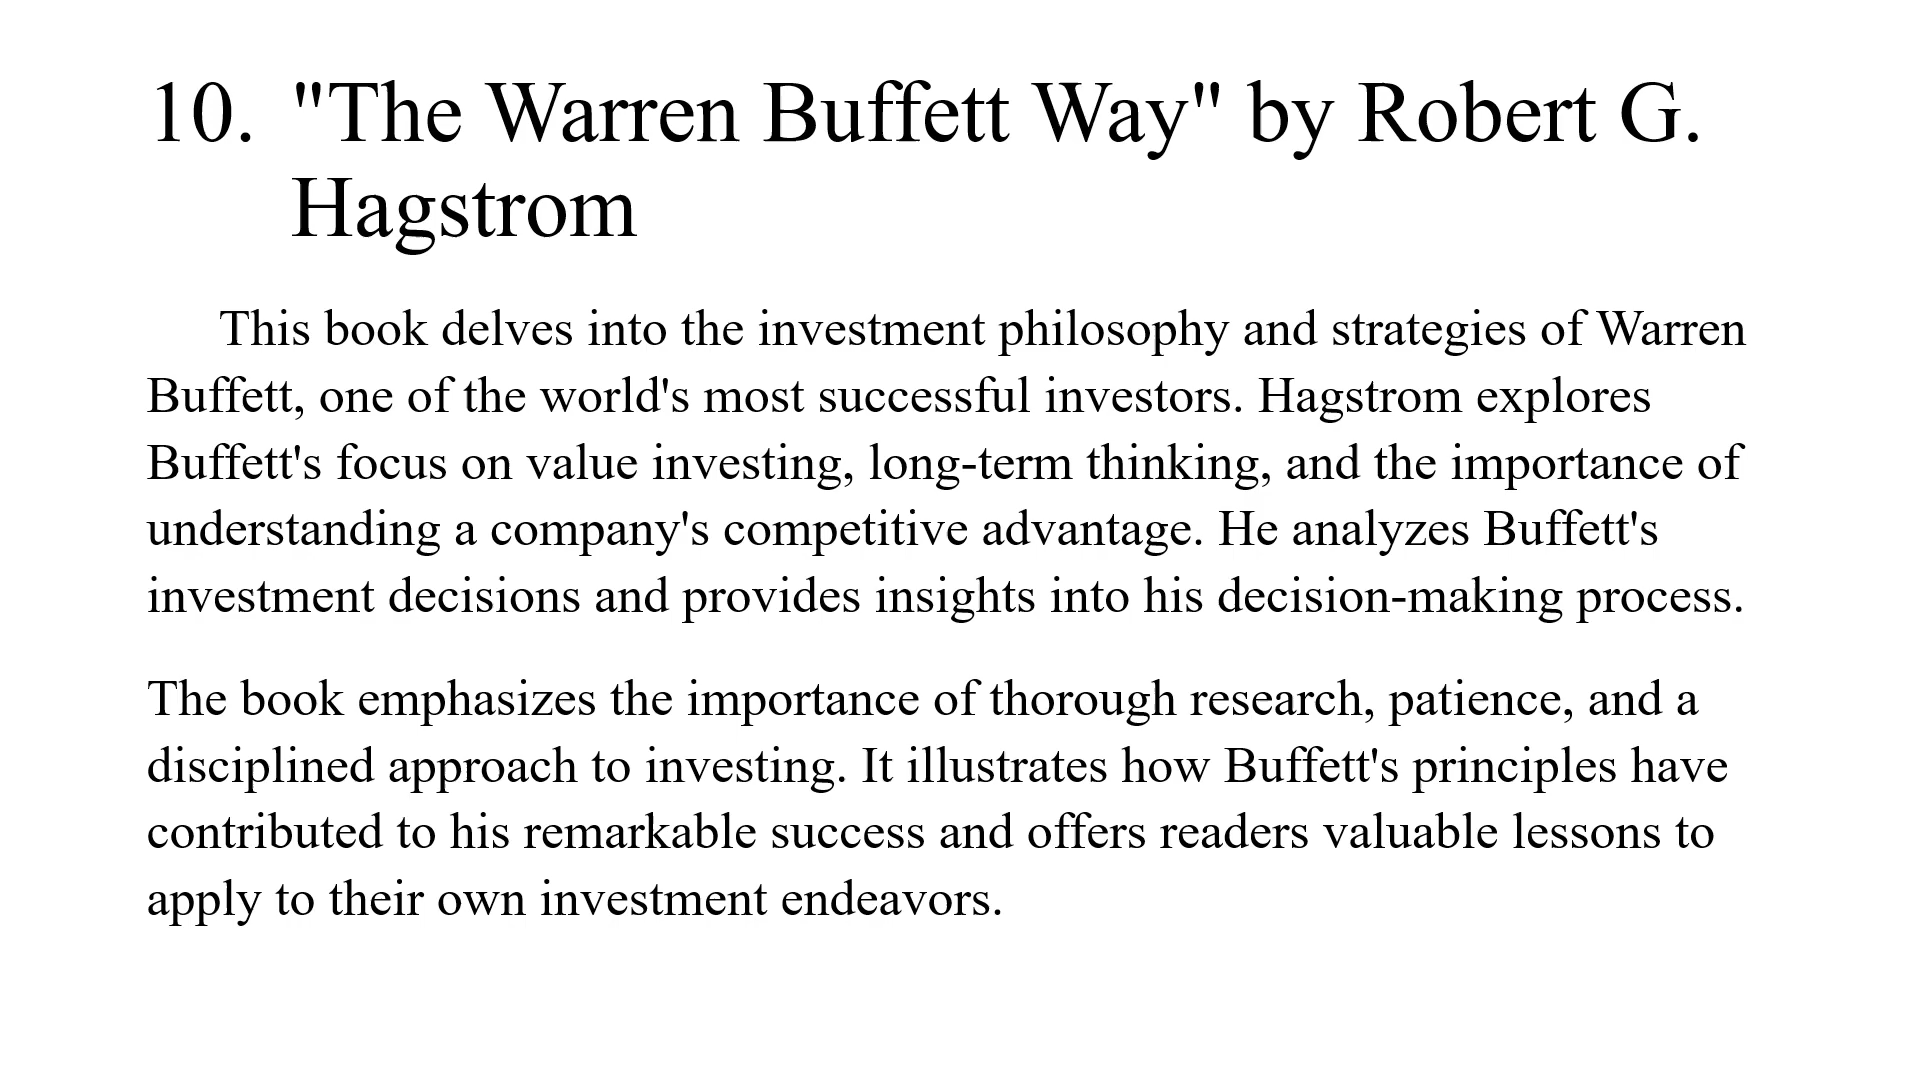 10. "The Warren Buffett Way" by Robert G.
Hagstrom
This book delves into the investment philosophy and strategies of Warren
Buffett, one of the world's most successful investors. Hagstrom explores
Buffett's focus on value investing, long-term thinking, and the importance of
understanding a company's competitive advantage. He analyzes Buffett's
investment decisions and provides insights into his decision-making process.
The book emphasizes the importance of thorough research, patience, and a
disciplined approach to investing. It illustrates how Buffett's principles have
contributed to his remarkable success and offers readers valuable lessons to
apply to their own investment endeavors.